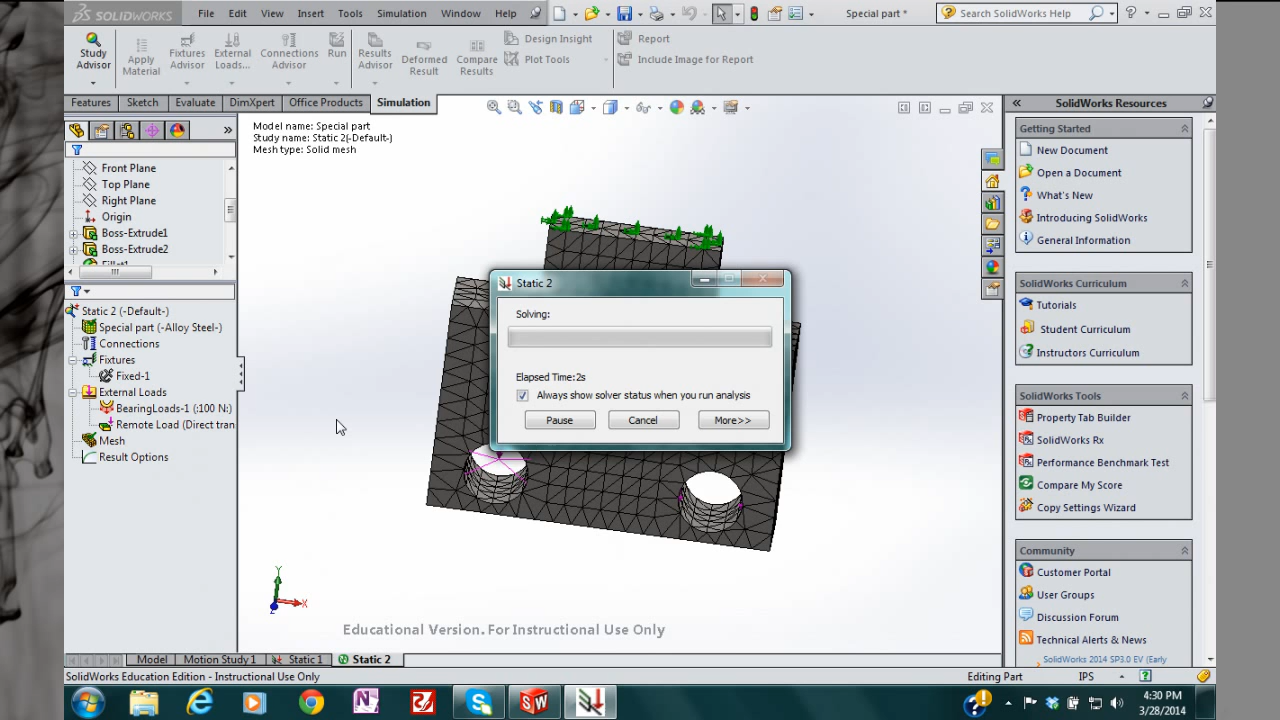 SOLIDWORKS File Edit View Insert Tools Simulation Window Help Special part * Search SolidWorks Help
Study Advisor
Apply Material
Fixtures Advisor
External Loads...
Connections Advisor
Run
Results Advisor
Deformed Result
Compare Results
Design Insight
Plot Tools
Report
Include Image for Report
Features Sketch Evaluate DimXpert Office Products Simulation
Front Plane
Top Plane
Right Plane
Origin
Boss-Extrude1
Boss-Extrude2
Static 2 (-Default-)
Special part (-Alloy Steel-)
Connections
Fixtures
Fixed-1
External Loads
BearingLoads-1 (:100 N:)
Remote Load (Direct tran
Mesh
Result Options
Model name: Special part
Study name: Static 2(-Default-)
Mesh type: Solid mesh
Static 2
Solving:
Elapsed Time:2s
Always show solver status when you run analysis
Pause Cancel More>>
Y
X
Z
Educational Version. For Instructional Use Only
SolidWorks Resources
Getting Started
New Document
Open a Document
What's New
Introducing SolidWorks
General Information
SolidWorks Curriculum
Tutorials
Student Curriculum
Instructors Curriculum
SolidWorks Tools
Property Tab Builder
SolidWorks Rx
Performance Benchmark Test
Compare My Score
Copy Settings Wizard
Community
Customer Portal
User Groups
Discussion Forum
Technical Alerts & News
SolidWorks 2014 SP3.0 EV (Early
Model Motion Study 1 Static 1 Static 2
SolidWorks Education Edition - Instructional Use Only Editing Part IPS
4:30 PM
3/28/2014